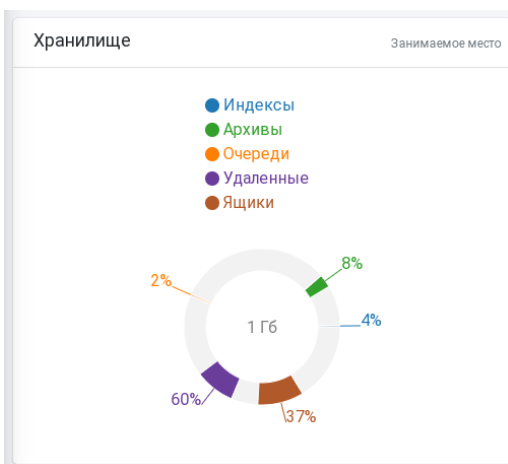 Хранилище
Занимаемое место
Индексы
Архивы
Очереди
Удаленные
Ящики
8%
2%
4%
1 Гб
60%
37%